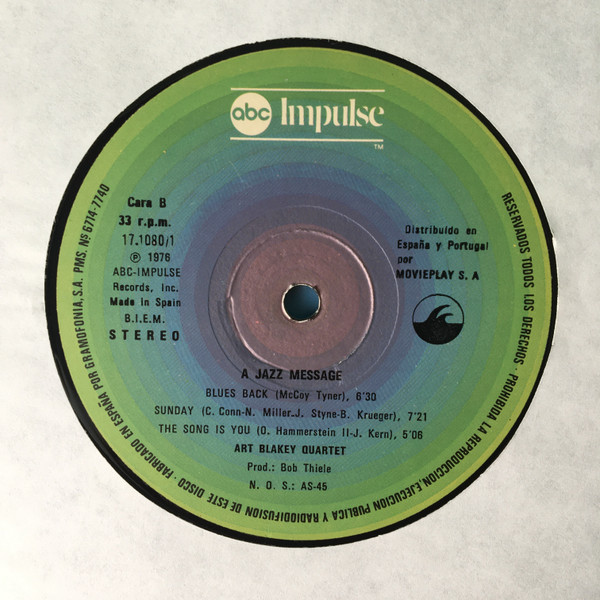 abc Impulse
TM
Cara B
33 r.p.m.
17.1080/1
Ⓟ 1976
ABC-IMPULSE
Records, Inc.
Made In Spain
B.I.E.M.
STEREO
Distribuido en
España y Portugal
por
MOVIEPLAY S. A
A JAZZ MESSAGE
BLUES BACK (McCoy Tyner), 6'30
SUNDAY (C. Conn-N. Miller-J. Styne-B. Krueger), 7'21
THE SONG IS YOU (O. Hammerstein II-J. Kern), 5'06
ART BLAKEY QUARTET
Prod.: Bob Thiele
N. O. S.: AS-45
RESERVADOS TODOS LOS DERECHOS · PROHIBIDA LA REPRODUCCION, EJECUCION PUBLICA Y RADIODIFUSION DE ESTE DISCO · FABRICADO EN ESPAÑA POR GRAMOFONIA, S.A. PMS. Nº 6714-7740